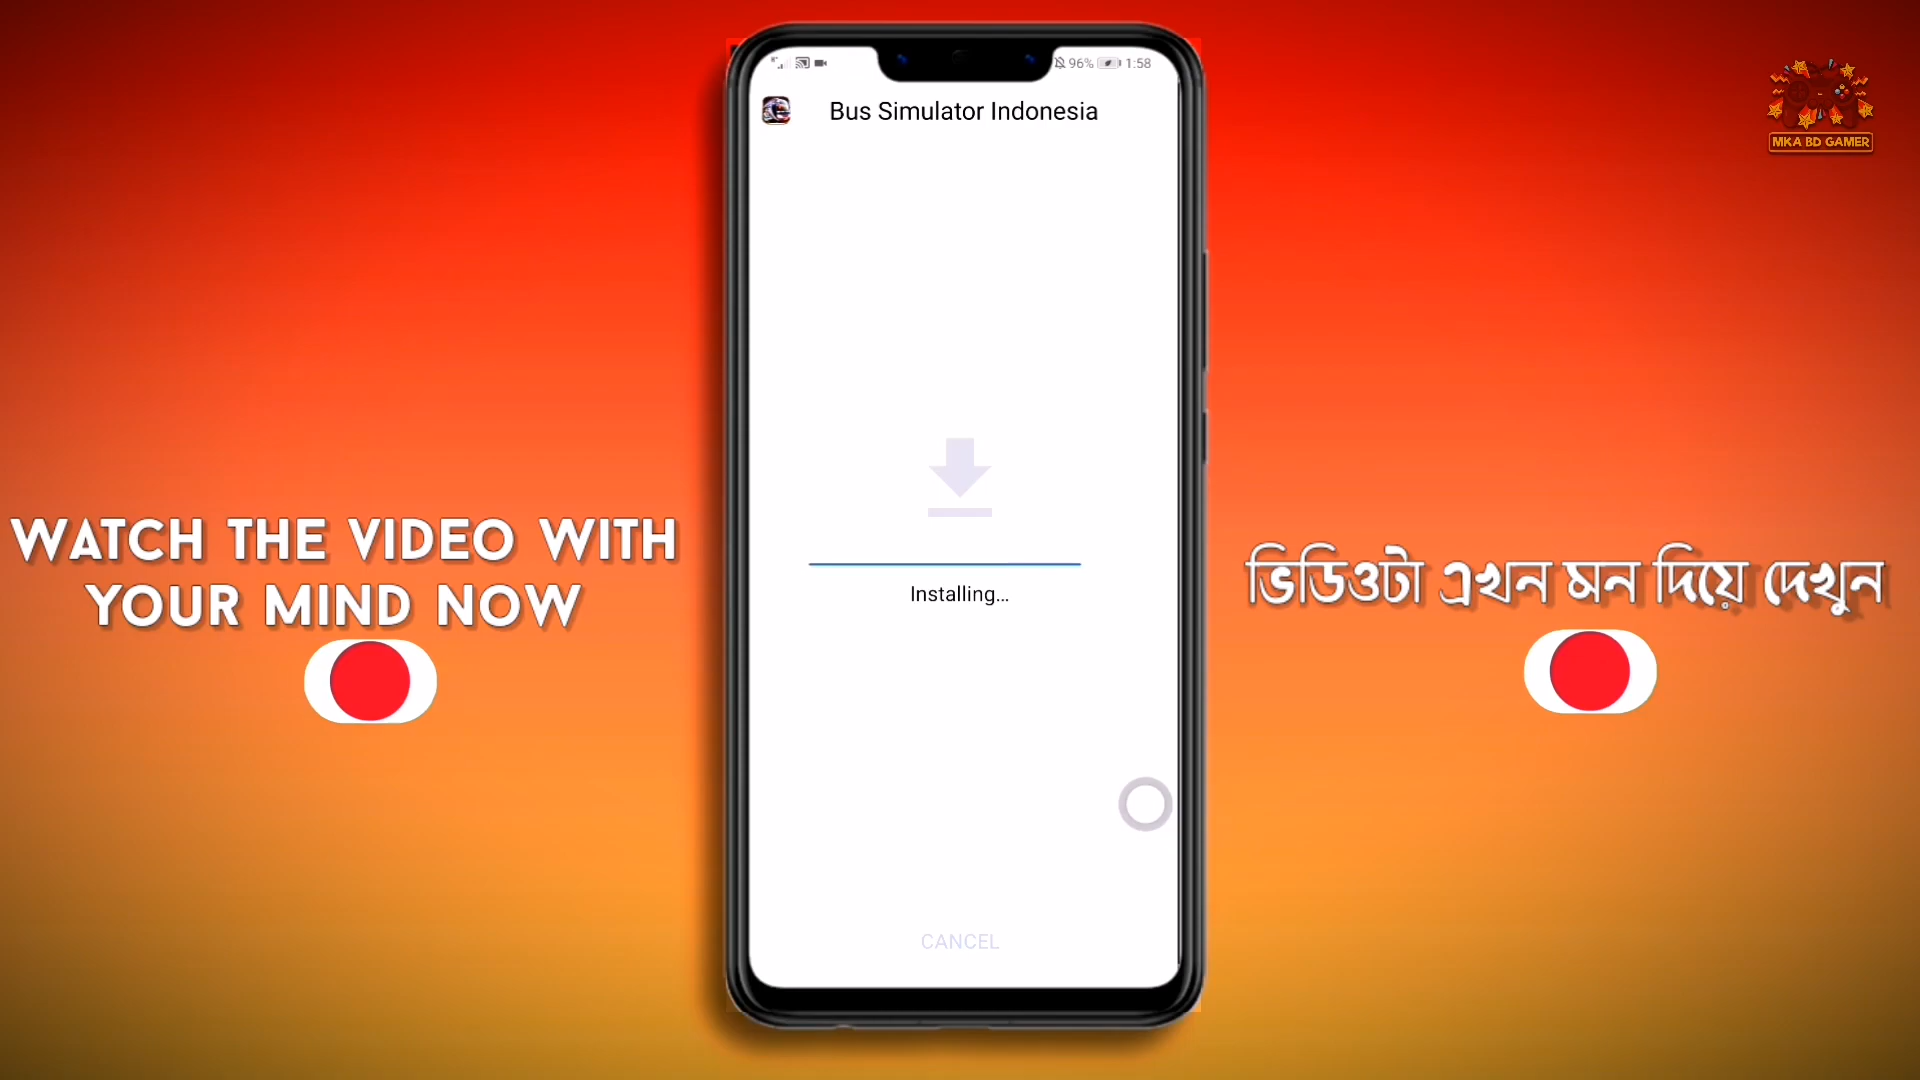 96% 1:58
Bus Simulator Indonesia
MKA BD GAMER
WATCH THE VIDEO WITH
YOUR MIND NOW
ভিডিওটা এখন মন দিয়ে দেখুন
Installing...
CANCEL